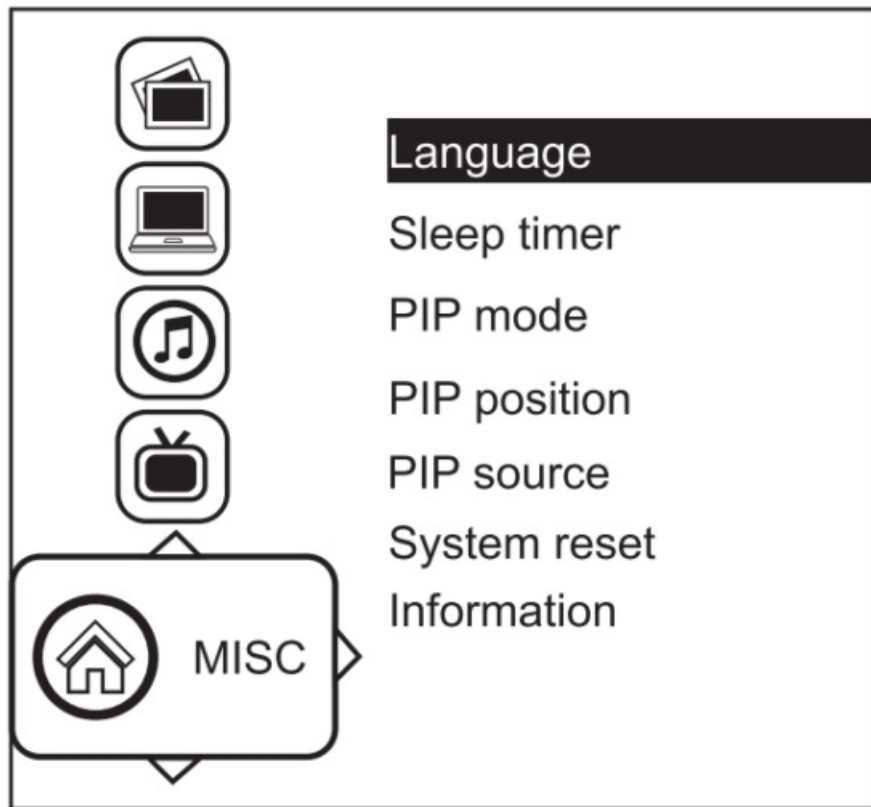 Language
Sleep timer
PIP mode
PIP position
PIP source
System reset
Information
MISC